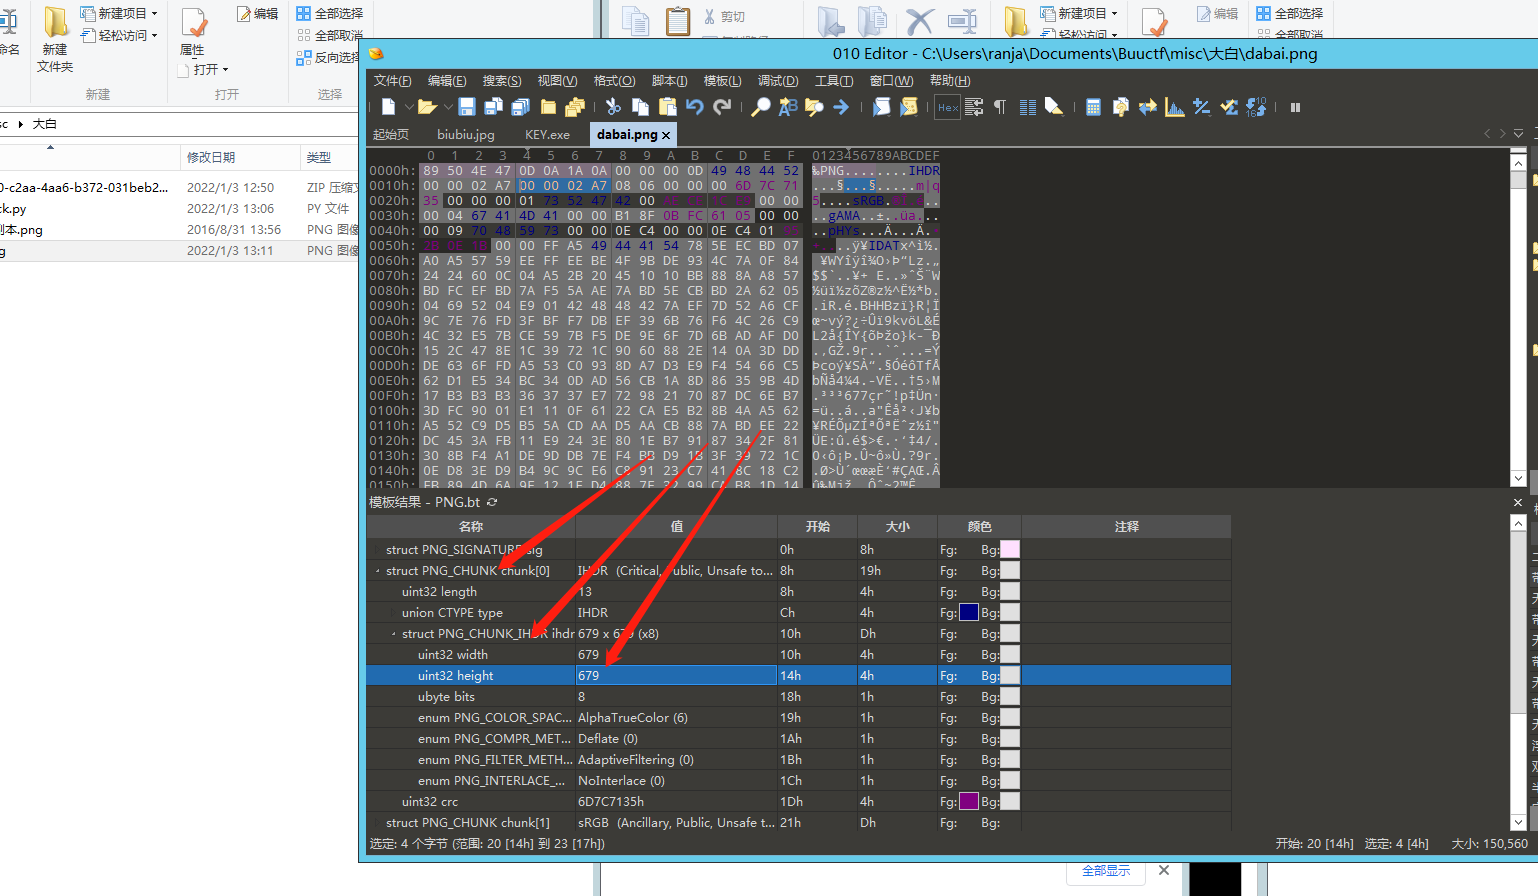 命名
新建
文件夹
新建项目
轻松访问
新建
属性
打开
编辑
打开
全部选择
全部取消
反向选择
选择
剪切
新建项目
轻松访问
编辑
全部选择
全部取消
sc › 大白
修改日期 类型
0-c2aa-4aa6-b372-031beb2... 2022/1/3 12:50 ZIP 压缩文
ck.py 2022/1/3 13:06 PY 文件
副本.png 2016/8/31 13:56 PNG 图像
g 2022/1/3 13:11 PNG 图像
010 Editor - C:\Users\ranja\Documents\Buuctf\misc\大白\dabai.png
文件(F) 编辑(E) 搜索(S) 视图(V) 格式(O) 脚本(I) 模板(L) 调试(D) 工具(T) 窗口(W) 帮助(H)
Hex
起始页 biubiu.jpg KEY.exe dabai.png ×
0 1 2 3 4 5 6 7 8 9 A B C D E F 0123456789ABCDEF
0000h: 89 50 4E 47 0D 0A 1A 0A 00 00 00 0D 49 48 44 52 ‰PNG........IHDR
0010h: 00 00 02 A7 00 00 02 A7 08 06 00 00 00 6D 7C 71 ...§...§.....m|q
0020h: 35 00 00 00 01 73 52 47 42 00 AE CE 1C E9 00 00 5....sRGB.®Î.é..
0030h: 00 04 67 41 4D 41 00 00 B1 8F 0B FC 61 05 00 00 ..gAMA..±..üa...
0040h: 00 09 70 48 59 73 00 00 0E C4 00 00 0E C4 01 ..pHYs...Ä...Ä.
0050h: 2B 0E 1B 00 00 FF A5 49 44 41 54 78 5E EC BD 07 +....ÿ¥IDATx^ì½.
0060h: A0 A5 57 59 EE FF EE BE 4F 9B DE 93 4C 7A 0F 84 ¥WYîÿî¾O›Þ“Lz.„
0070h: 24 24 60 0C 04 A5 2B 20 45 10 10 BB 88 8A A8 57 $$`..¥+ E..»ˆŠ¨W
0080h: BD FC EF BD 7A F5 5A AE 7A BD 5E CB BD 2A 62 05 ½üï½zõZ®z½^Ë½*b.
0090h: 04 69 52 04 E9 01 42 48 48 42 7A EF 7D 52 A6 CF .iR.é.BHHBzï}R¦Ï
00A0h: 9C 7E 76 FD 3F BF F7 DB EF 39 6B 76 F6 4C 26 C9 œ~vý?¿÷Ûï9kvöL&É
00B0h: 4C 32 E5 7B CE 59 7B F5 DE 9E 6F 7D 6B AD AF D0 L2å{ÎY{õÞžo}k-¯Ð
00C0h: 15 2C 47 8E 1C 39 72 1C 90 60 88 2E 14 0A 3D DD .,GŽ.9r..`ˆ...=Ý
00D0h: DE 63 6F FD A5 53 C0 93 8D A7 D3 E9 F4 54 66 C5 Þcoý¥SÀ“.§ÓéôTfÅ
00E0h: 62 D1 E5 34 BC 34 0D AD 56 CB 1A 8D 86 35 9B 4D bÑå4¼4.-VË..†5›M
00F0h: 17 B3 B3 B3 36 37 37 E7 72 98 21 70 87 DC 6E B7 .³³³677çr˜!p‡Ün·
0100h: 3D FC 90 01 E1 11 0F 61 22 CA E5 B2 8B 4A A5 62 =ü..á..a"Êå²‹J¥b
0110h: A5 52 C9 D5 B5 5A CD AA D5 AA CB 88 7A BD EE 22 ¥RÉÕµZÍªÕªËˆz½î"
0120h: DC 45 3A FB 11 E9 24 3E 80 1E B7 91 87 34 2F 81 ÜE:û.é$>€.·‘‡4/.
0130h: 30 8B F4 A1 DE 9D DB 7E F4 BB D9 1B 3F 39 72 1C 0‹ô¡Þ.Û~ô»Ù.?9r.
0140h: 0E D8 3E D9 B4 9C 9C E6 C8 91 23 C7 41 8C 18 C2 .Ø>Ù´œœæÈ‘#ÇAŒ.Â
模板结果 - PNG.bt
名称 值 开始 大小 颜色 注释
struct PNG_SIGNATURE sig 0h 8h Fg: Bg:
struct PNG_CHUNK chunk[0] IHDR (Critical, Public, Unsafe to... 8h 19h Fg: Bg:
uint32 length 13 8h 4h Fg: Bg:
union CTYPE type IHDR Ch 4h Fg: Bg:
struct PNG_CHUNK_IHDR ihdr 679 x 679 (x8) 10h Dh Fg: Bg:
uint32 width 679 10h 4h Fg: Bg:
uint32 height 679 14h 4h Fg: Bg:
ubyte bits 8 18h 1h Fg: Bg:
enum PNG_COLOR_SPAC... AlphaTrueColor (6) 19h 1h Fg: Bg:
enum PNG_COMPR_MET... Deflate (0) 1Ah 1h Fg: Bg:
enum PNG_FILTER_METH... AdaptiveFiltering (0) 1Bh 1h Fg: Bg:
enum PNG_INTERLACE_... NoInterlace (0) 1Ch 1h Fg: Bg:
uint32 crc 6D7C7135h 1Dh 4h Fg: Bg:
struct PNG_CHUNK chunk[1] sRGB (Ancillary, Public, Unsafe t... 21h Dh Fg: Bg:
选定: 4 个字节 (范围: 20 [14h] 到 23 [17h]) 开始: 20 [14h] 选定: 4 [4h] 大小: 150,560
全部显示